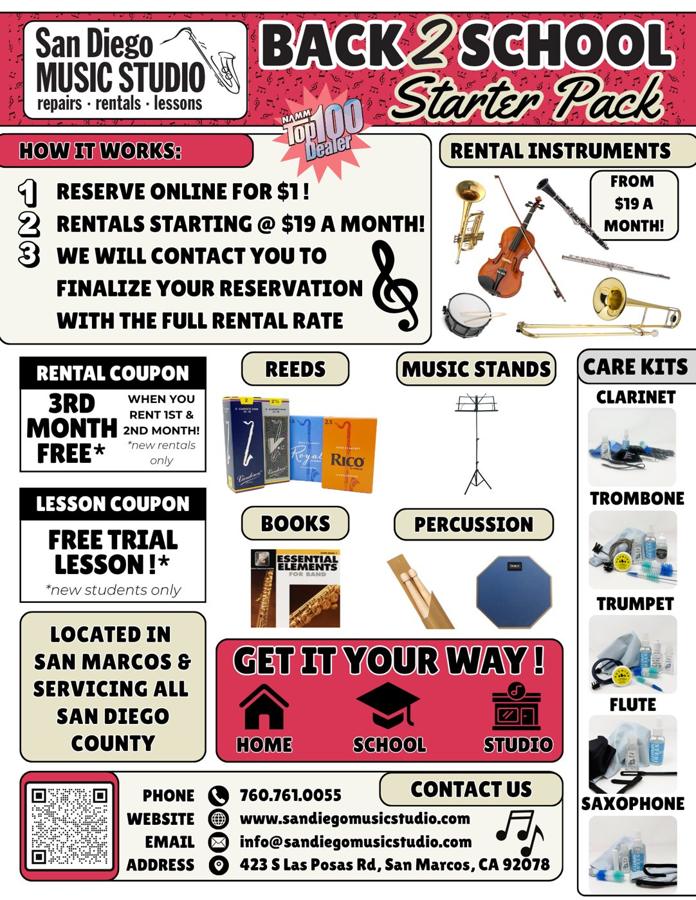 San Diego
MUSIC STUDIO
repairs · rentals · lessons
BACK 2 SCHOOL
Starter Pack
NAMM
Top 100
Dealer
HOW IT WORKS:
1 RESERVE ONLINE FOR $1!
2 RENTALS STARTING @ $19 A MONTH!
3 WE WILL CONTACT YOU TO
FINALIZE YOUR RESERVATION
WITH THE FULL RENTAL RATE
RENTAL INSTRUMENTS
FROM
$19 A
MONTH!
RENTAL COUPON
3RD
MONTH
FREE*
WHEN YOU
RENT 1ST &
2ND MONTH!
*new rentals
only
LESSON COUPON
FREE TRIAL
LESSON !*
*new students only
LOCATED IN
SAN MARCOS &
SERVICING ALL
SAN DIEGO
COUNTY
REEDS
Royal
RICO
MUSIC STANDS
BOOKS
ESSENTIAL
ELEMENTS
FOR BAND
PERCUSSION
GET IT YOUR WAY !
HOME
SCHOOL
STUDIO
CARE KITS
CLARINET
TROMBONE
TRUMPET
FLUTE
SAXOPHONE
CONTACT US
PHONE 760.761.0055
WEBSITE www.sandiegomusicstudio.com
EMAIL info@sandiegomusicstudio.com
ADDRESS 423 S Las Posas Rd, San Marcos, CA 92078